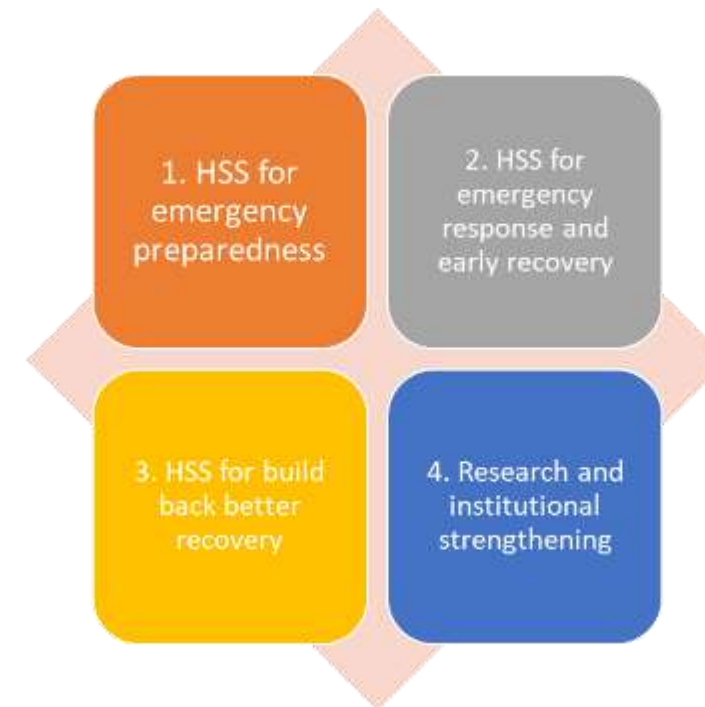 1. HSS for
emergency
preparedness
2. HSS for
emergency
response and
early recovery
3. HSS for build
back better
recovery
4. Research and
institutional
strengthening